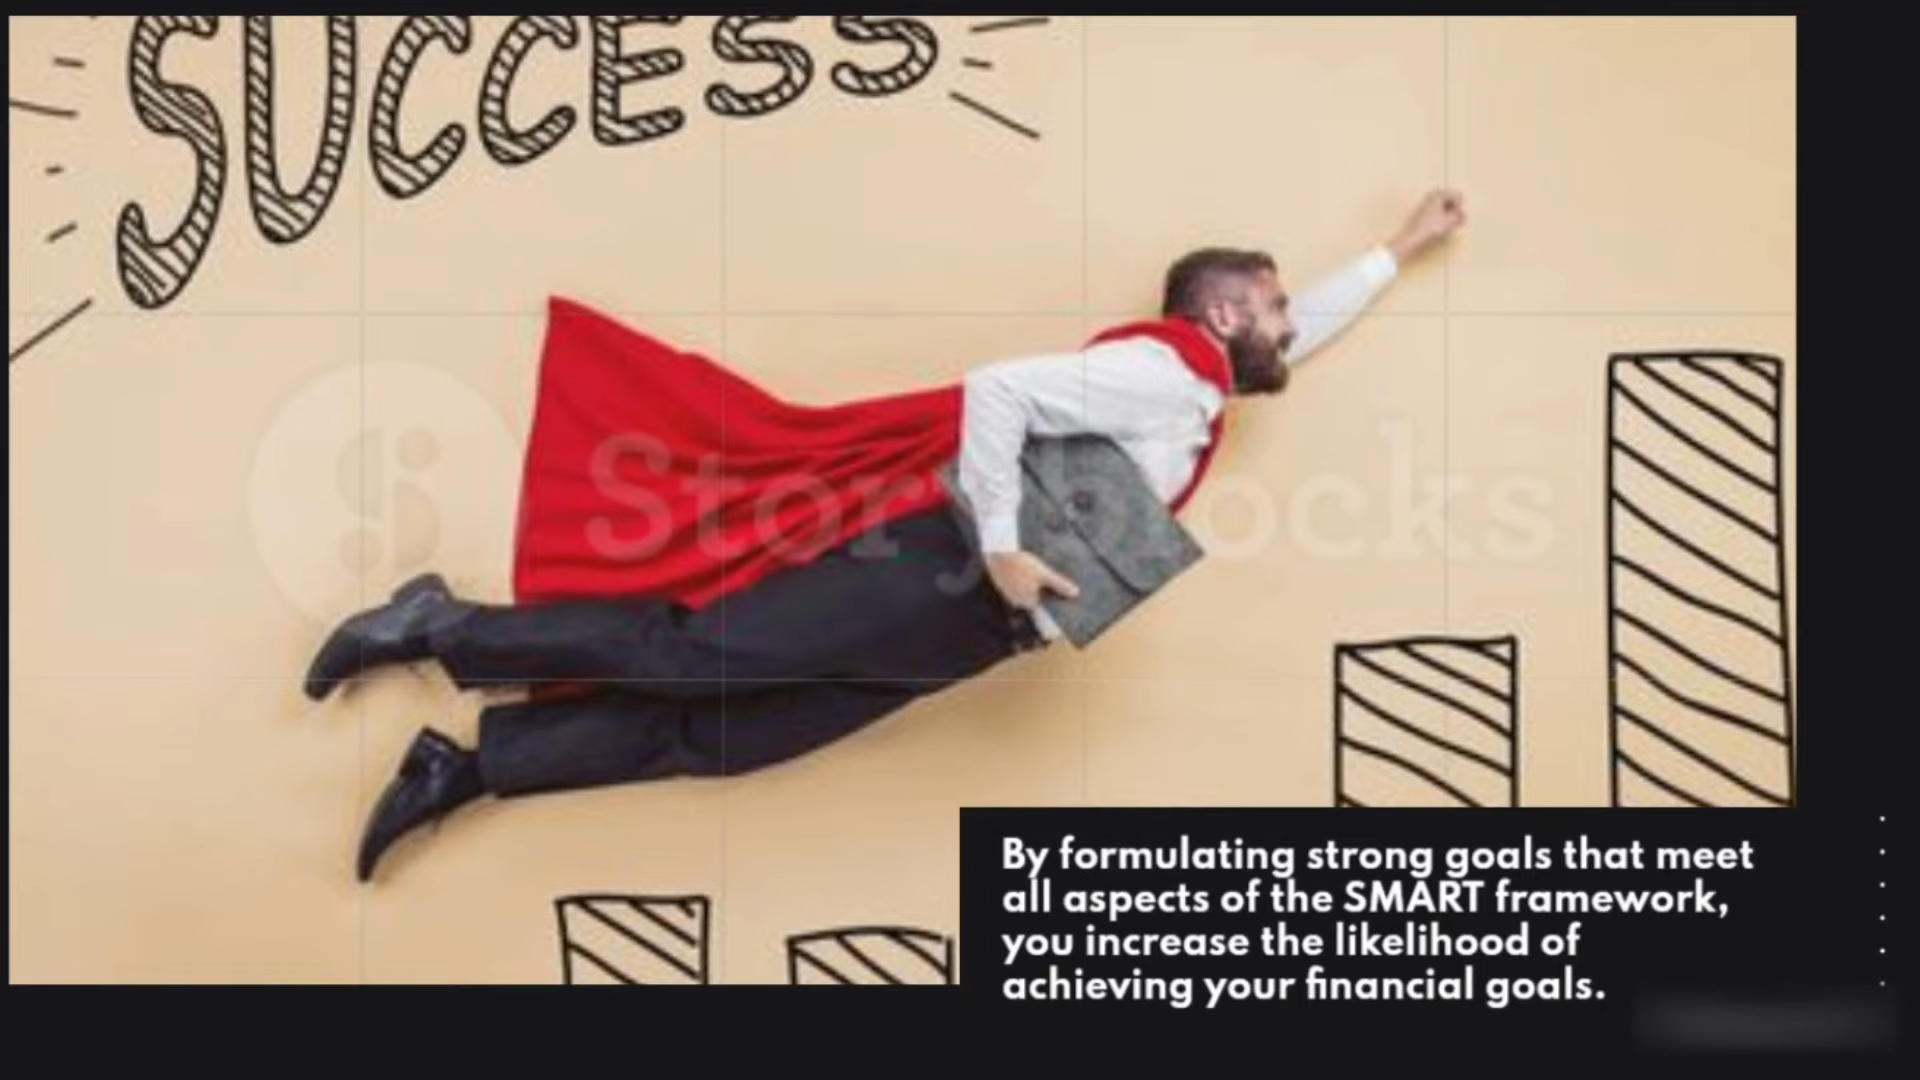 SUCCESS
Storyblocks
By formulating strong goals that meet
all aspects of the SMART framework,
you increase the likelihood of
achieving your financial goals.